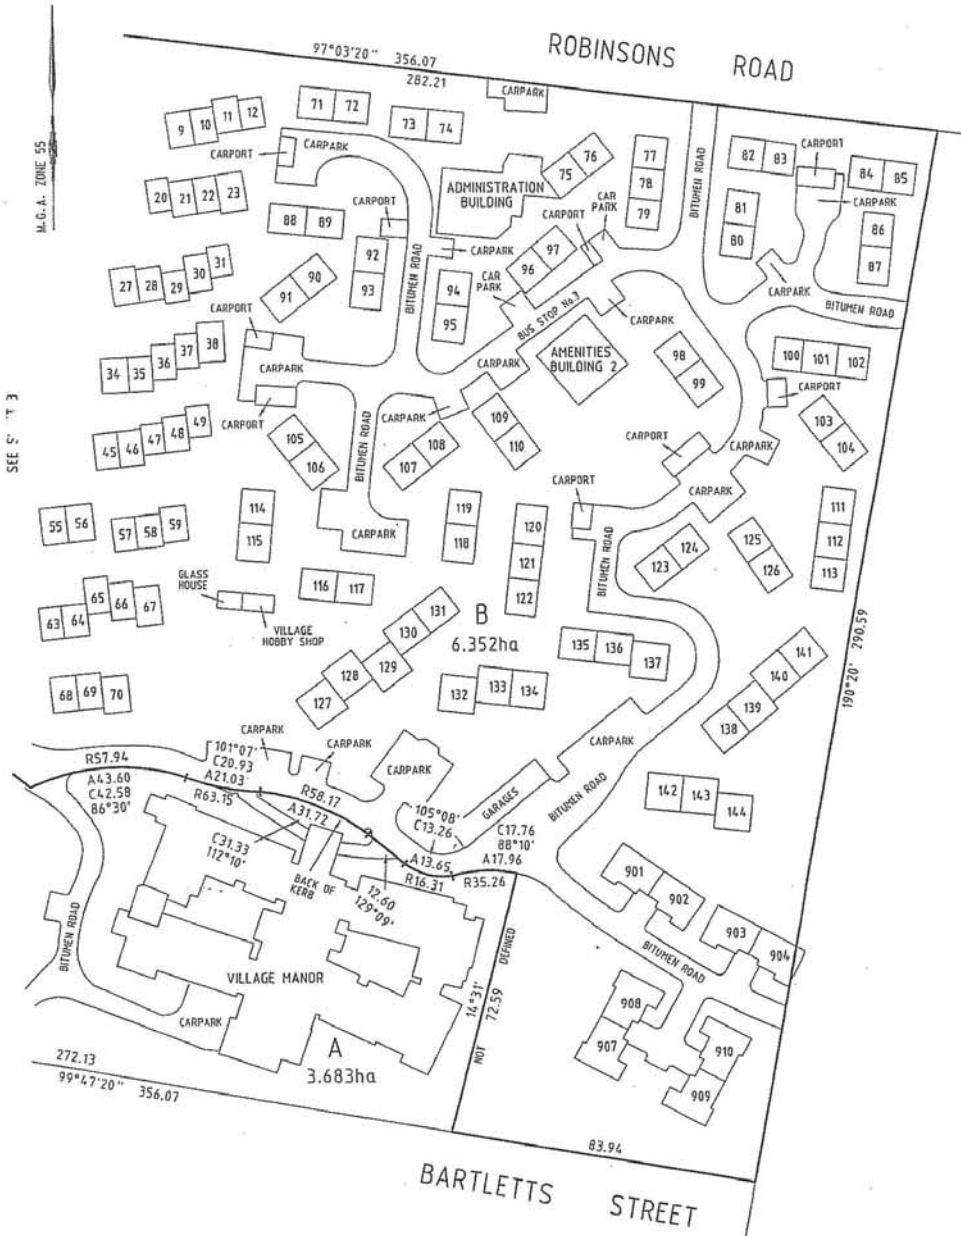 ROBINSONS ROAD
97°03'20" 356.07
282.21
M.G.A. ZONE 55
CARPARK
71 72
73 74
9 10 11 12
CARPORT
CARPARK
76
75
77
78
79
BITUMEN ROAD
82 83
CARPORT
84 85
CARPARK
20 21 22 23
ADMINISTRATION
BUILDING
CAR
PARK
CARPORT
81
80
86
87
88 89
CARPORT
92
93
BITUMEN ROAD
CARPARK
97
96
27 28 29 30 31
90
91
94
95
CAR
PARK
BUS STOP No.3
CARPARK
CARPARK
BITUMEN ROAD
CARPORT
34 35 36 37 38
CARPARK
CARPARK
AMENITIES
BUILDING 2
98
99
100 101 102
CARPORT
SEE
3
45 46 47 48 49
CARPORT
105
106
BITUMEN ROAD
CARPARK
109
110
107 108
CARPORT
CARPARK
103
104
55 56
57 58 59
114
115
CARPARK
119
118
CARPORT
CARPARK
120
121
122
BITUMEN ROAD
123 124
125
126
111
112
113
GLASS
HOUSE
116 117
VILLAGE
HOBBY SHOP
63 64 65 66 67
131
130
129
128
127
B
6.352ha
135 136 137
190°20' 290.59
141
140
139
138
68 69 70
132 133 134
CARPARK
CARPARK
CARPARK
CARPARK
GARAGES
BITUMEN ROAD
142 143 144
R57.94
A43.60
C42.58
86°30'
101°07'
C20.93
A21.03
R63.15
R58.17
A31.72
C31.33
112°10'
BACK OF
KERB
2
105°08'
C13.26
A13.65
R16.31
12.60
129°09'
C17.76
88°10'
A17.96
R35.26
901
902
903
904
BITUMEN ROAD
BITUMEN ROAD
VILLAGE MANOR
CARPARK
NOT DEFINED
14°31'
72.59
908
907
910
909
A
3.683ha
272.13
99°47'20" 356.07
83.94
BARTLETTS STREET